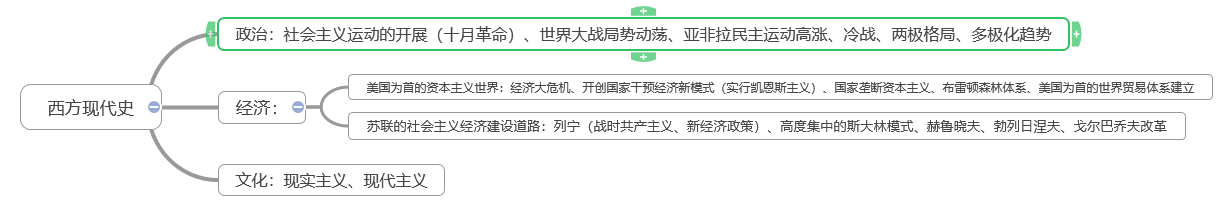 政治：社会主义运动的开展（十月革命）、世界大战局势动荡、亚非拉民主运动高涨、冷战、两极格局、多极化趋势
西方现代史
经济：
美国为首的资本主义世界：经济大危机、开创国家干预经济新模式（实行凯恩斯主义）、国家垄断资本主义、布雷顿森林体系、美国为首的世界贸易体系建立
苏联的社会主义经济建设道路：列宁（战时共产主义、新经济政策）、高度集中的斯大林模式、赫鲁晓夫、勃列日涅夫、戈尔巴乔夫改革
文化：现实主义、现代主义